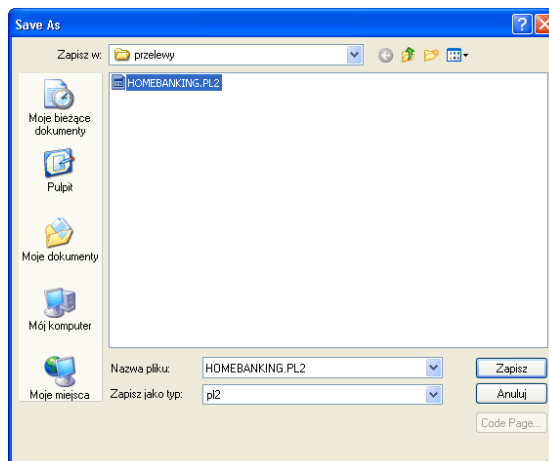 Save As
Zapisz w:
przelewy
HOMEBANKING.PL2
Moje bieżące
dokumenty
Pulpit
Moje dokumenty
Mój komputer
Moje miejsca
Nazwa pliku:
HOMEBANKING.PL2
Zapisz
Zapisz jako typ:
pl2
Anuluj
Code Page...